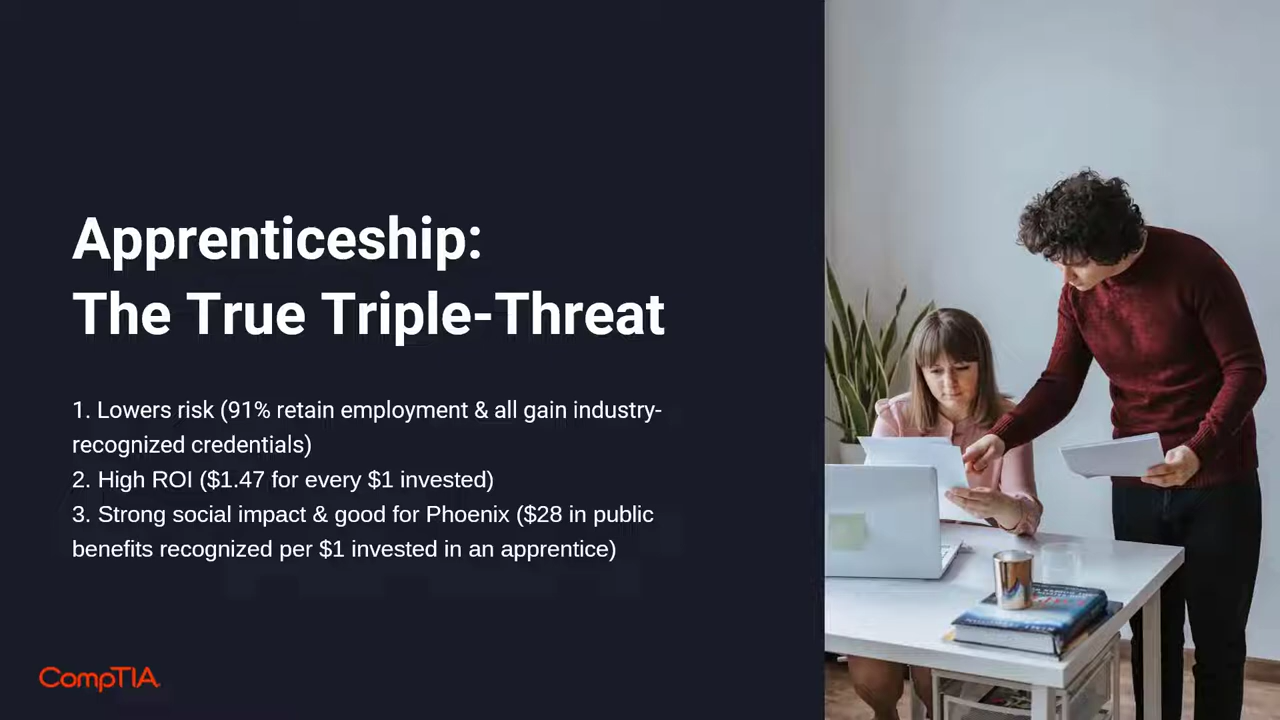 Apprenticeship:
The True Triple-Threat
1. Lowers risk (91% retain employment & all gain industry-
recognized credentials)
2. High ROI ($1.47 for every $1 invested)
3. Strong social impact & good for Phoenix ($28 in public
benefits recognized per $1 invested in an apprentice)
CompTIA